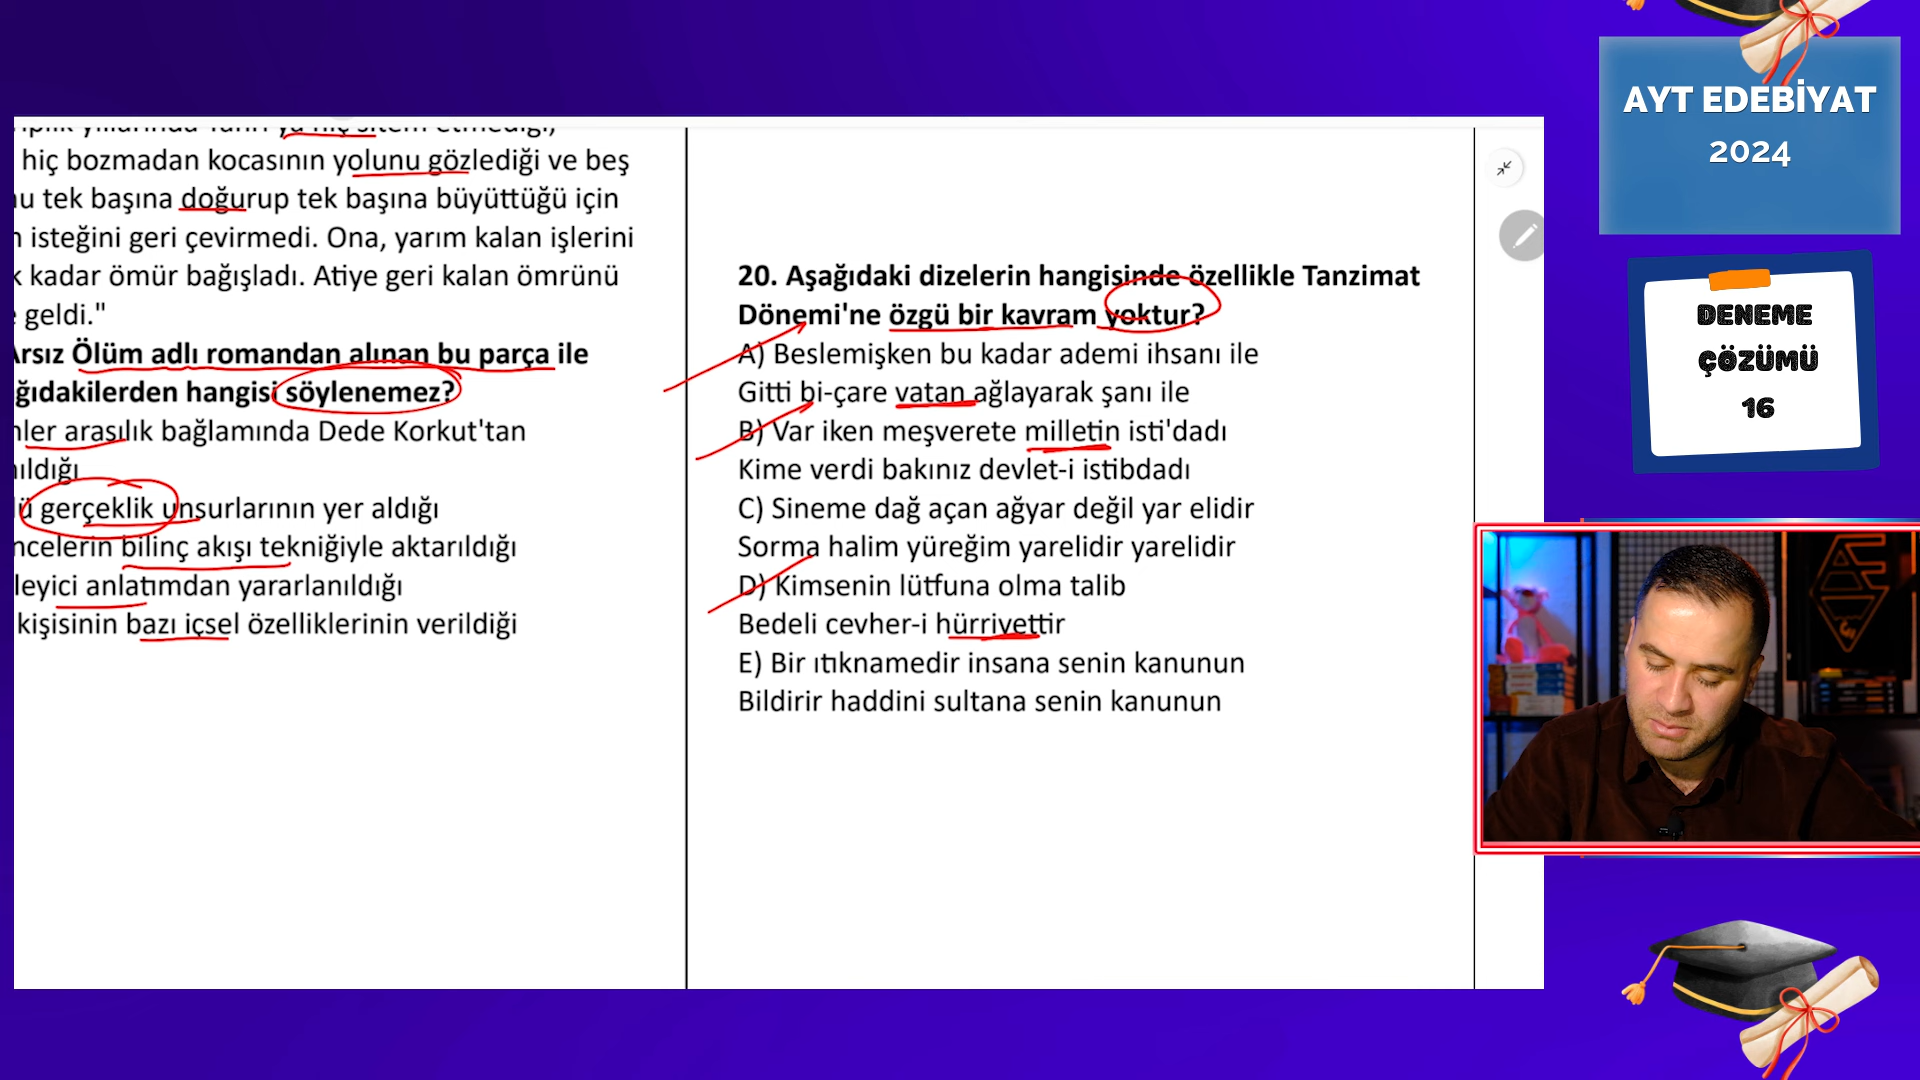 hiç bozmadan kocasının yolunu gözlediği ve beş
tek başına doğurup tek başına büyüttüğü için
isteğini geri çevirmedi. Ona, yarım kalan işlerini
kadar ömür bağışladı. Atiye geri kalan ömrünü
geldi."
Arsız Ölüm adlı romandan alınan bu parça ile
ğıdakilerden hangisi söylenemez?
ler arasılık bağlamında Dede Korkut'tan
ıldığı
ü gerçeklik unsurlarının yer aldığı
ncelerin bilinç akışı tekniğiyle aktarıldığı
leyici anlatımdan yararlanıldığı
kişisinin bazı içsel özelliklerinin verildiği
20. Aşağıdaki dizelerin hangisinde özellikle Tanzimat
Dönemi'ne özgü bir kavram yoktur?
A) Beslemişken bu kadar ademi ihsanı ile
Gitti bi-çare vatan ağlayarak şanı ile
B) Var iken meşverete milletin isti'dadı
Kime verdi bakınız devlet-i istibdadı
C) Sineme dağ açan ağyar değil yar elidir
Sorma halim yüreğim yarelidir yarelidir
D) Kimsenin lütfuna olma talib
Bedeli cevher-i hürriyettir
E) Bir ıtıknamedir insana senin kanunun
Bildirir haddini sultana senin kanunun
AYT EDEBİYAT
2024
DENEME
ÇÖZÜMÜ
16